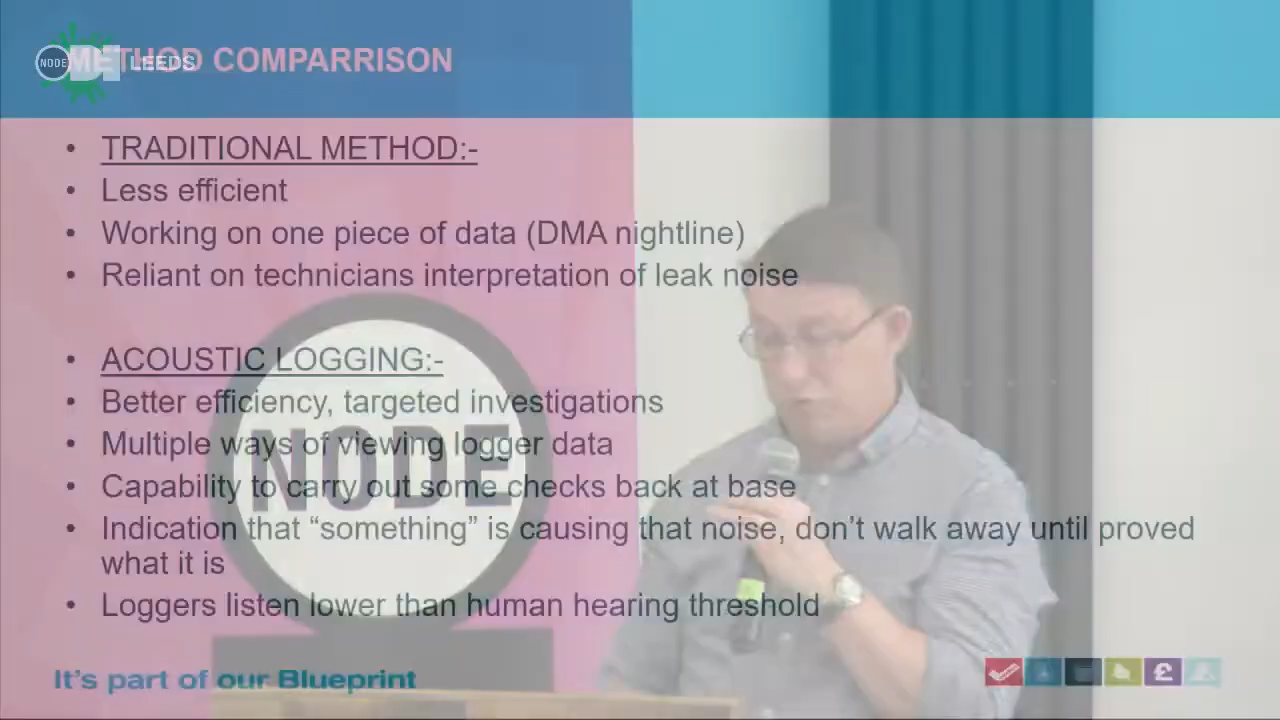 NODE
ODI LEEDS
METHOD COMPARRISON
• TRADITIONAL METHOD:-
• Less efficient
• Working on one piece of data (DMA nightline)
• Reliant on technicians interpretation of leak noise
• ACOUSTIC LOGGING:-
• Better efficiency, targeted investigations
• Multiple ways of viewing logger data
NODE
• Capability to carry out some checks back at base
• Indication that “something” is causing that noise, don’t walk away until proved
what it is
• Loggers listen lower than human hearing threshold
It’s part of our Blueprint
£